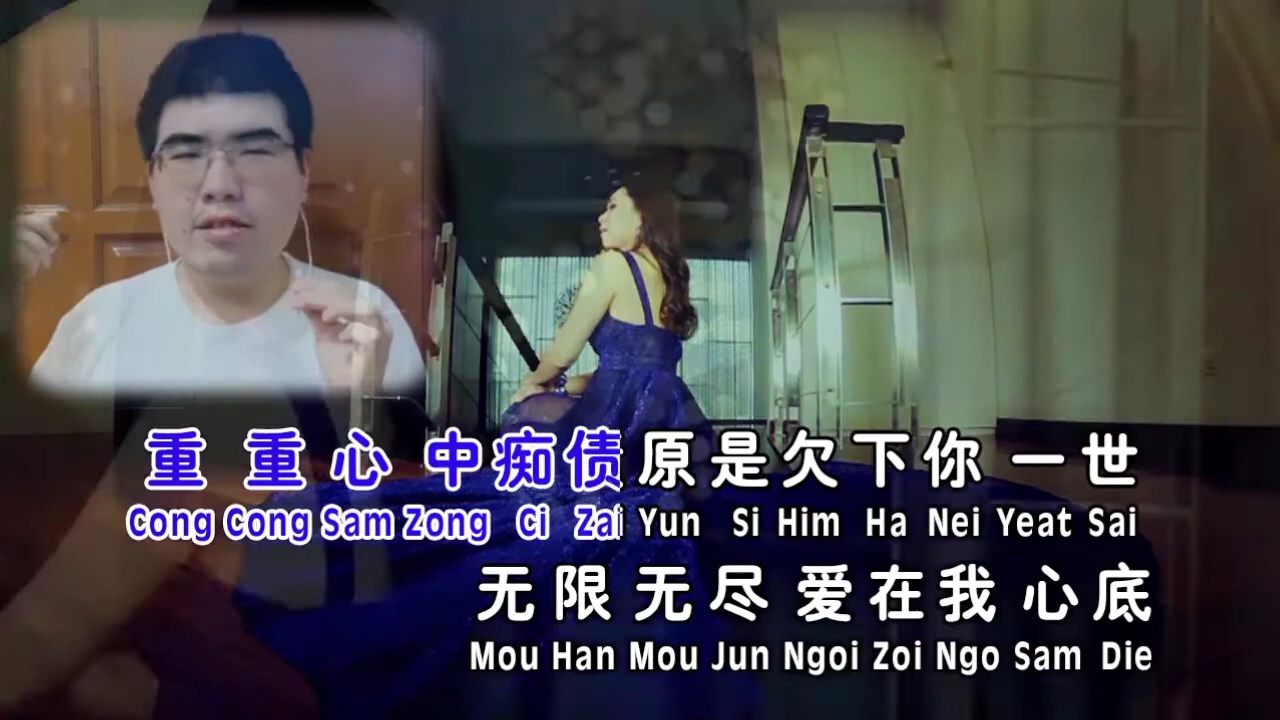 重 重 心 中痴债原是欠下你 一 世
Cong Cong Sam Zong Ci Zai Yun Si Him Ha Nei Yeat Sai
无 限 无 尽 爱 在 我 心 底
Mou Han Mou Jun Ngoi Zoi Ngo Sam Die